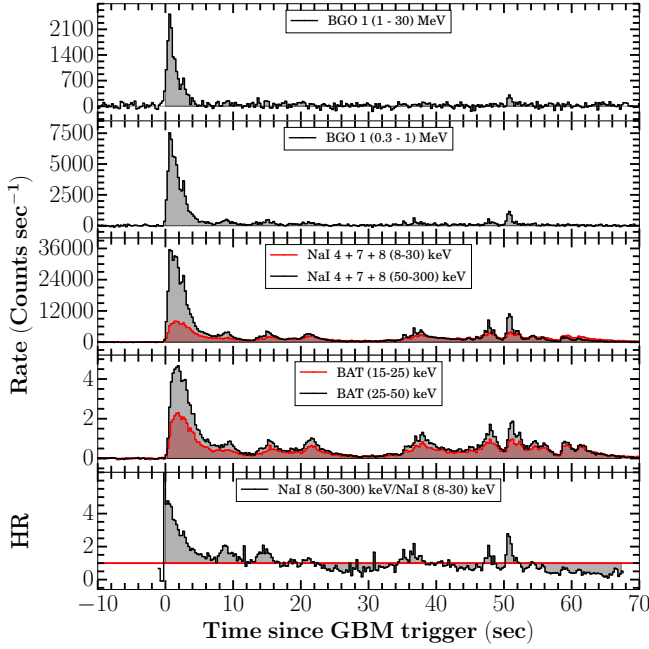 BGO 1 (1 - 30) MeV
2100
1400
700
0
BGO 1 (0.3 - 1) MeV
7500
5000
2500
0
NaI 4 + 7 + 8 (8-30) keV
NaI 4 + 7 + 8 (50-300) keV
36000
24000
12000
0
BAT (15-25) keV
BAT (25-50) keV
4
2
0
Rate (Counts sec⁻¹)
NaI 8 (50-300) keV/NaI 8 (8-30) keV
4
2
0
HR
−10 0 10 20 30 40 50 60 70
Time since GBM trigger (sec)